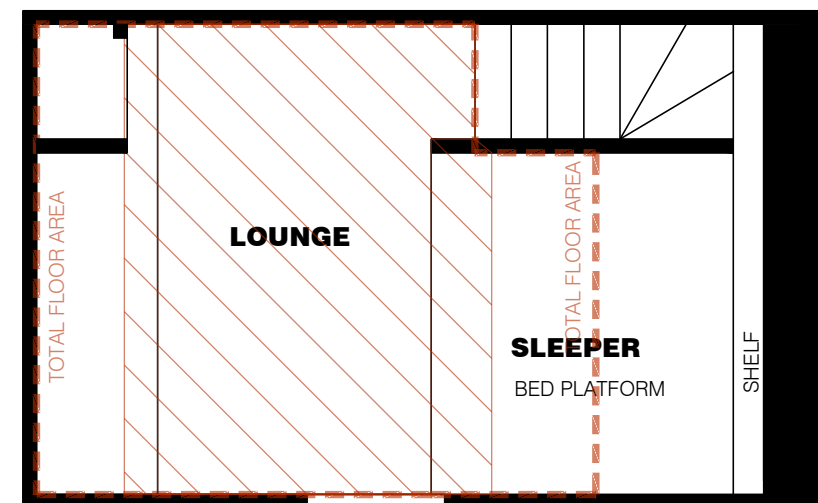 TOTAL FLOOR AREA
LOUNGE
TOTAL FLOOR AREA
SLEEPER
BED PLATFORM
SHELF